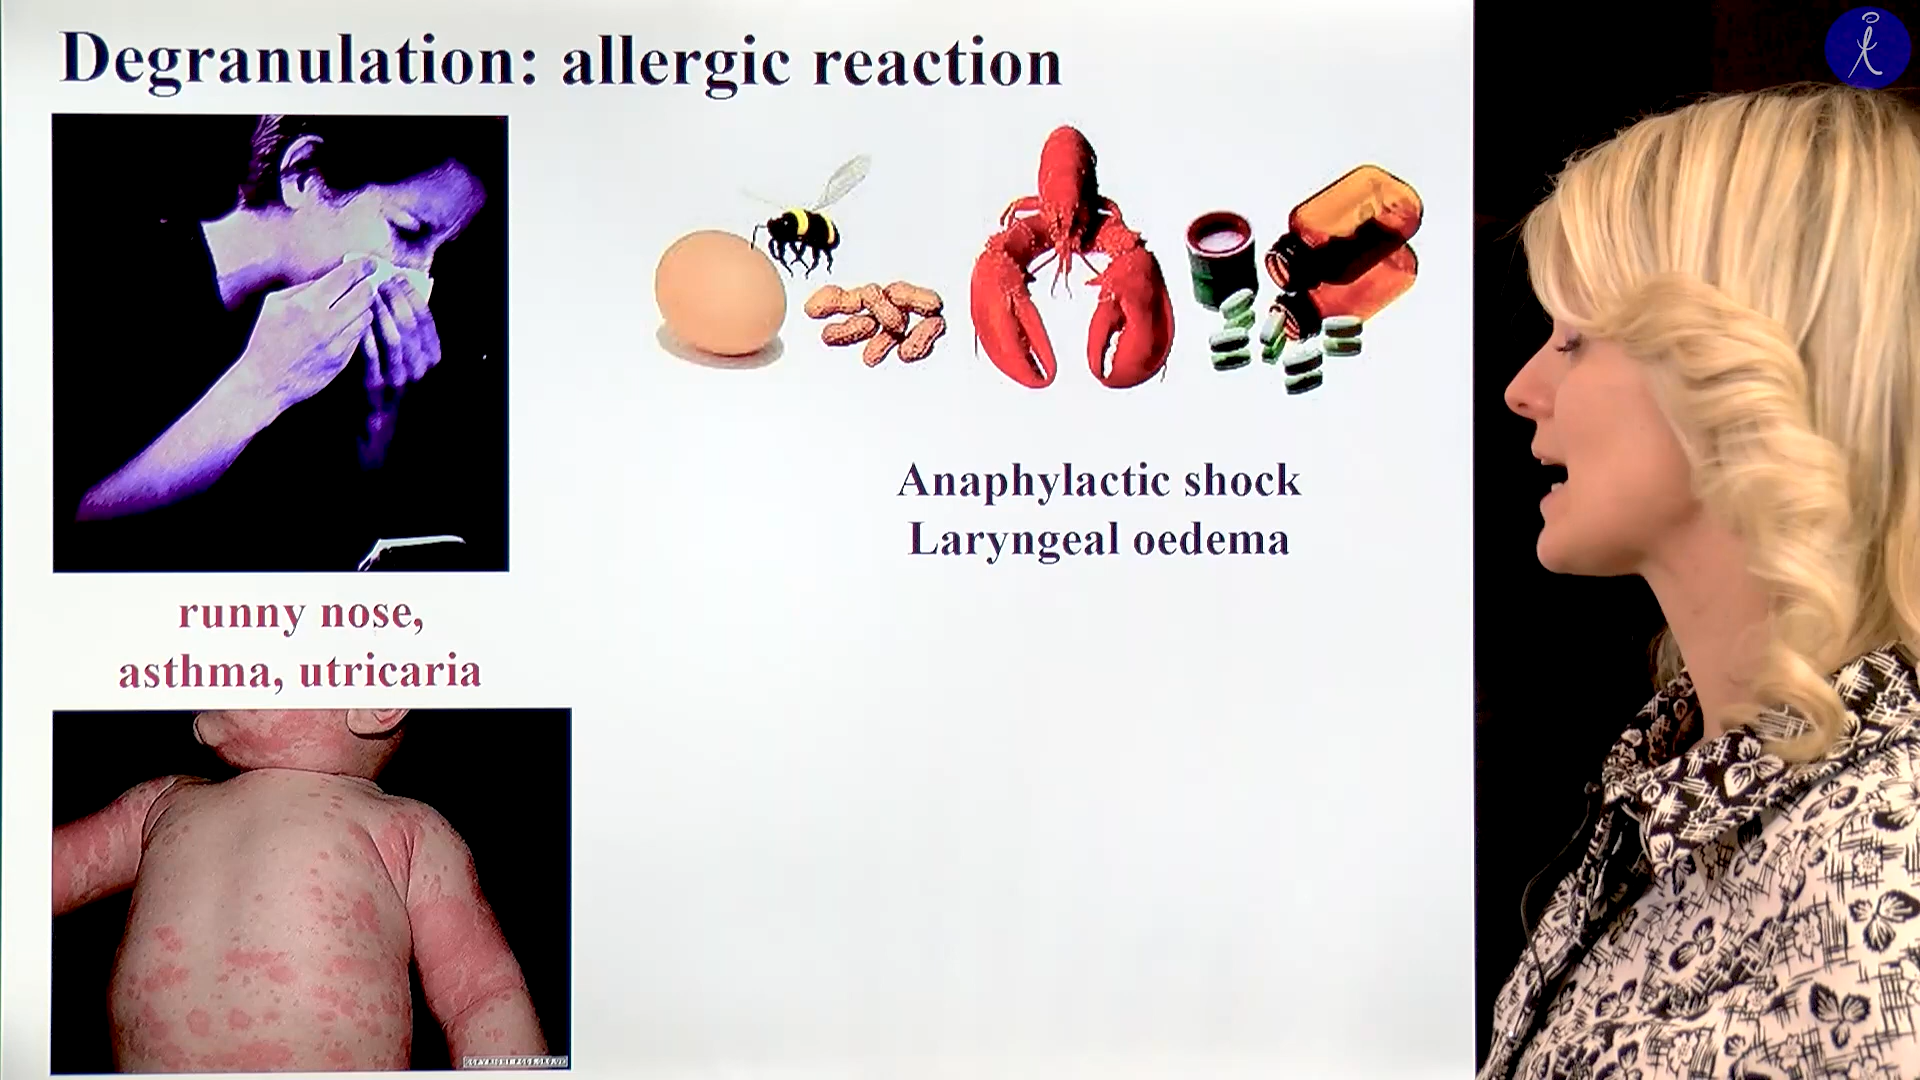 Degranulation: allergic reaction
Anaphylactic shock
Laryngeal oedema
runny nose,
asthma, utricaria